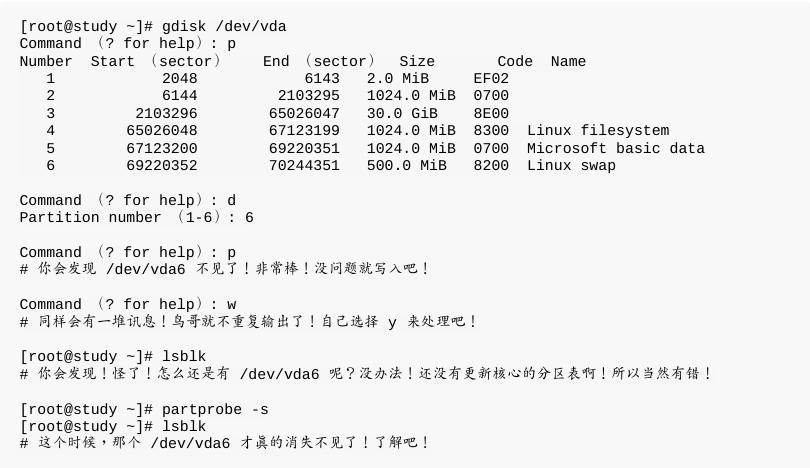 [root@study ~]# gdisk /dev/vda
Command （? for help）: p
Number  Start （sector）    End （sector）  Size       Code  Name
   1            2048            6143   2.0 MiB     EF02
   2            6144         2103295   1024.0 MiB  0700
   3         2103296        65026047   30.0 GiB    8E00
   4        65026048        67123199   1024.0 MiB  8300  Linux filesystem
   5        67123200        69220351   1024.0 MiB  0700  Microsoft basic data
   6        69220352        70244351   500.0 MiB   8200  Linux swap
Command （? for help）: d
Partition number （1-6）: 6
Command （? for help）: p
# 你会发现 /dev/vda6 不见了！非常棒！没问题就写入吧！
Command （? for help）: w
# 同样会有一堆讯息！鸟哥就不重复输出了！自己选择 y 来处理吧！
[root@study ~]# lsblk
# 你会发现！怪了！怎么还是有 /dev/vda6 呢？没办法！还没有更新核心的分区表啊！所以当然有错！
[root@study ~]# partprobe -s
[root@study ~]# lsblk
# 这个时候，那个 /dev/vda6 才真的消失不见了！了解吧！